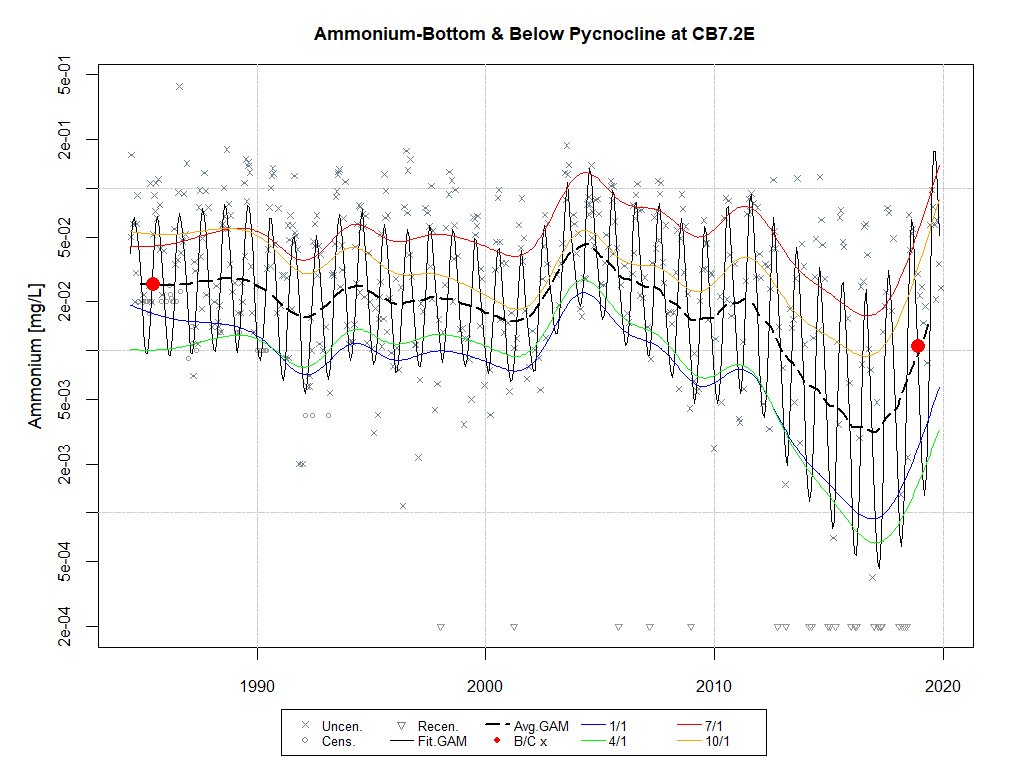 Ammonium-Bottom & Below Pycnocline at CB7.2E
Ammonium [mg/L]
5e-01
2e-01
5e-02
2e-02
5e-03
2e-03
5e-04
2e-04
1990 2000 2010 2020
Uncen. Recen. Avg.GAM 1/1 7/1
Cens. Fit.GAM B/C x 4/1 10/1